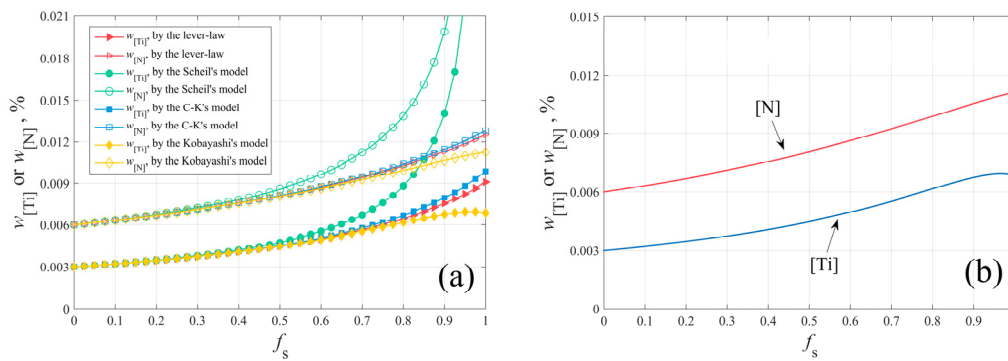 w[Ti] or w[N] , %
0.021
0.018
0.015
0.012
0.009
0.006
0.003
0
w[Ti], by the lever-law
w[N], by the lever-law
w[Ti], by the Scheil's model
w[N], by the Scheil's model
w[Ti], by the C-K's model
w[N], by the C-K's model
w[Ti], by the Kobayashi's model
w[N], by the Kobayashi's model
(a)
0 0.1 0.2 0.3 0.4 0.5 0.6 0.7 0.8 0.9 1
fs
w[Ti] or w[N] , %
0.015
0.012
0.009
0.006
0.003
0
[N]
[Ti]
(b)
0 0.1 0.2 0.3 0.4 0.5 0.6 0.7 0.8 0.9
fs